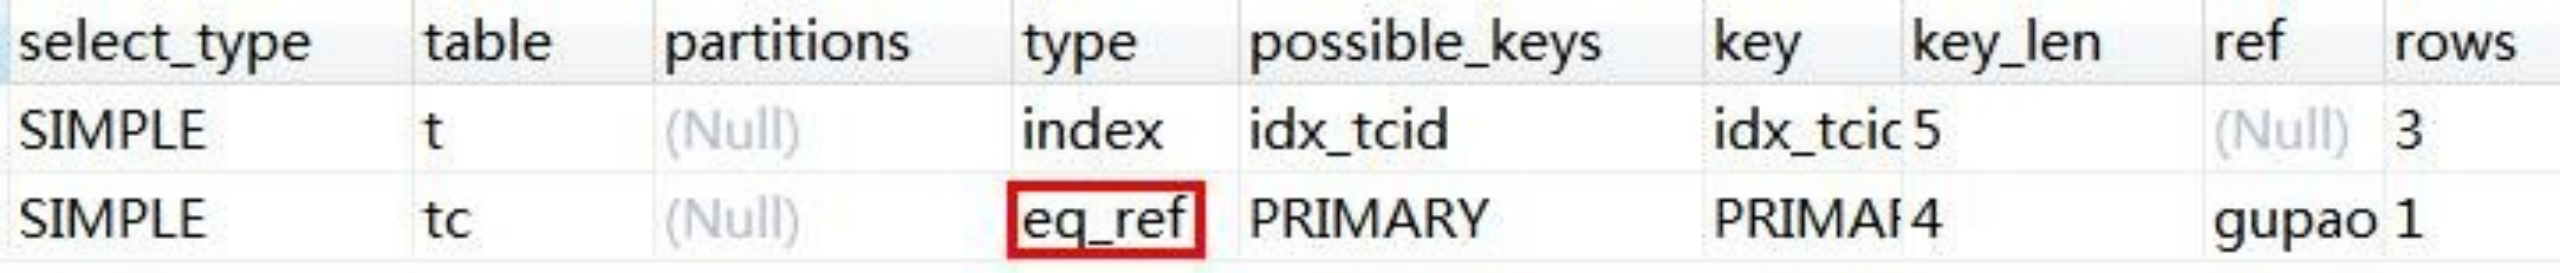 select_type table partitions type possible_keys key key_len ref rows
SIMPLE t (Null) index idx_tcid idx_tcic 5 (Null) 3
SIMPLE tc (Null) eq_ref PRIMARY PRIMAR 4 gupao 1